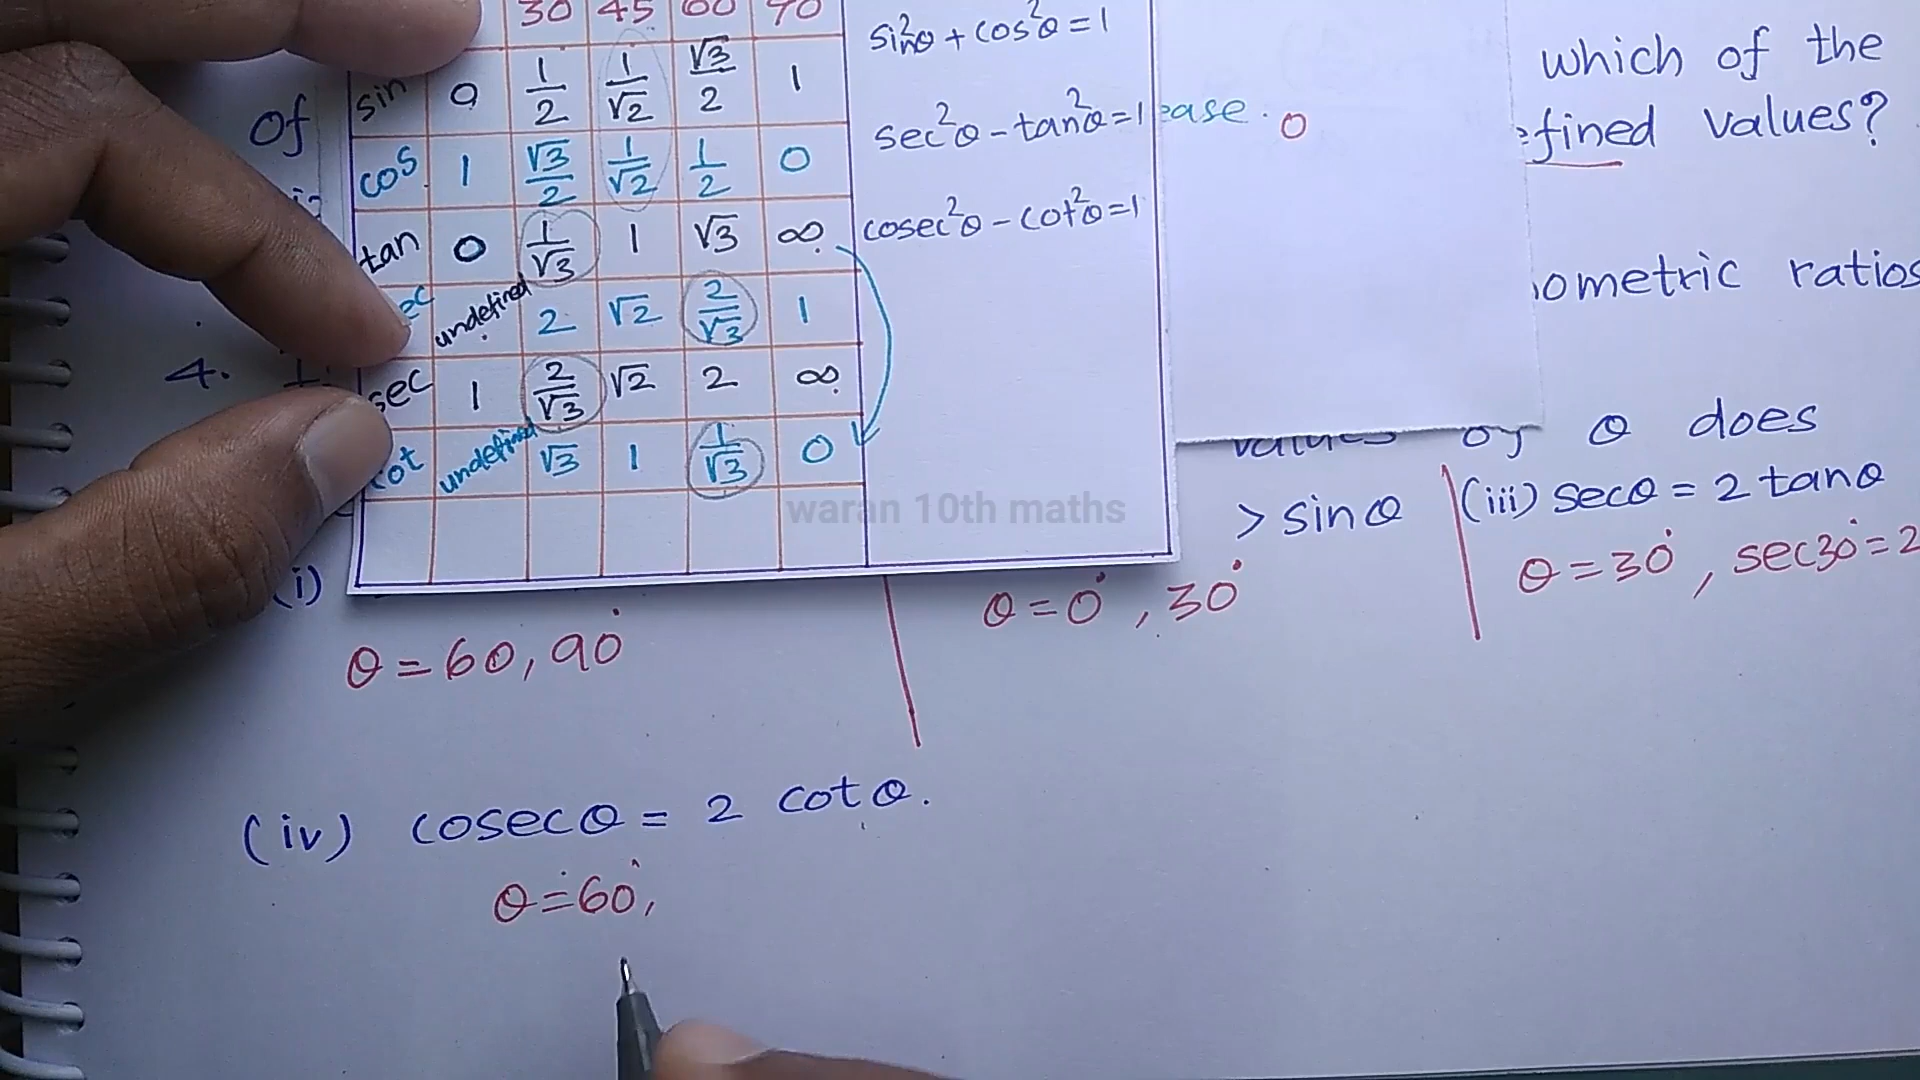 30 45 60 90
sin 0 1/2 1/√2 √3/2 1
cos 1 √3/2 1/√2 1/2 0
tan 0 1/√3 1 √3 ∞
undefined 2 √2 2/√3 1
sec 1 2/√3 √2 2 ∞
cot undefined √3 1 1/√3 0
sin²θ + cos²θ = 1
sec²θ - tan²θ = 1
cosec²θ - cot²θ = 1
waran 10th maths
of
ease. 0
which of the
values?
ratios
4.
of θ does
(i)
θ = 60, 90°
> sinθ
θ = 0°, 30°
(iii) secθ = 2 tanθ
θ = 30°, sec30° = 2
(iv) cosecθ = 2 cotθ.
θ = 60°,